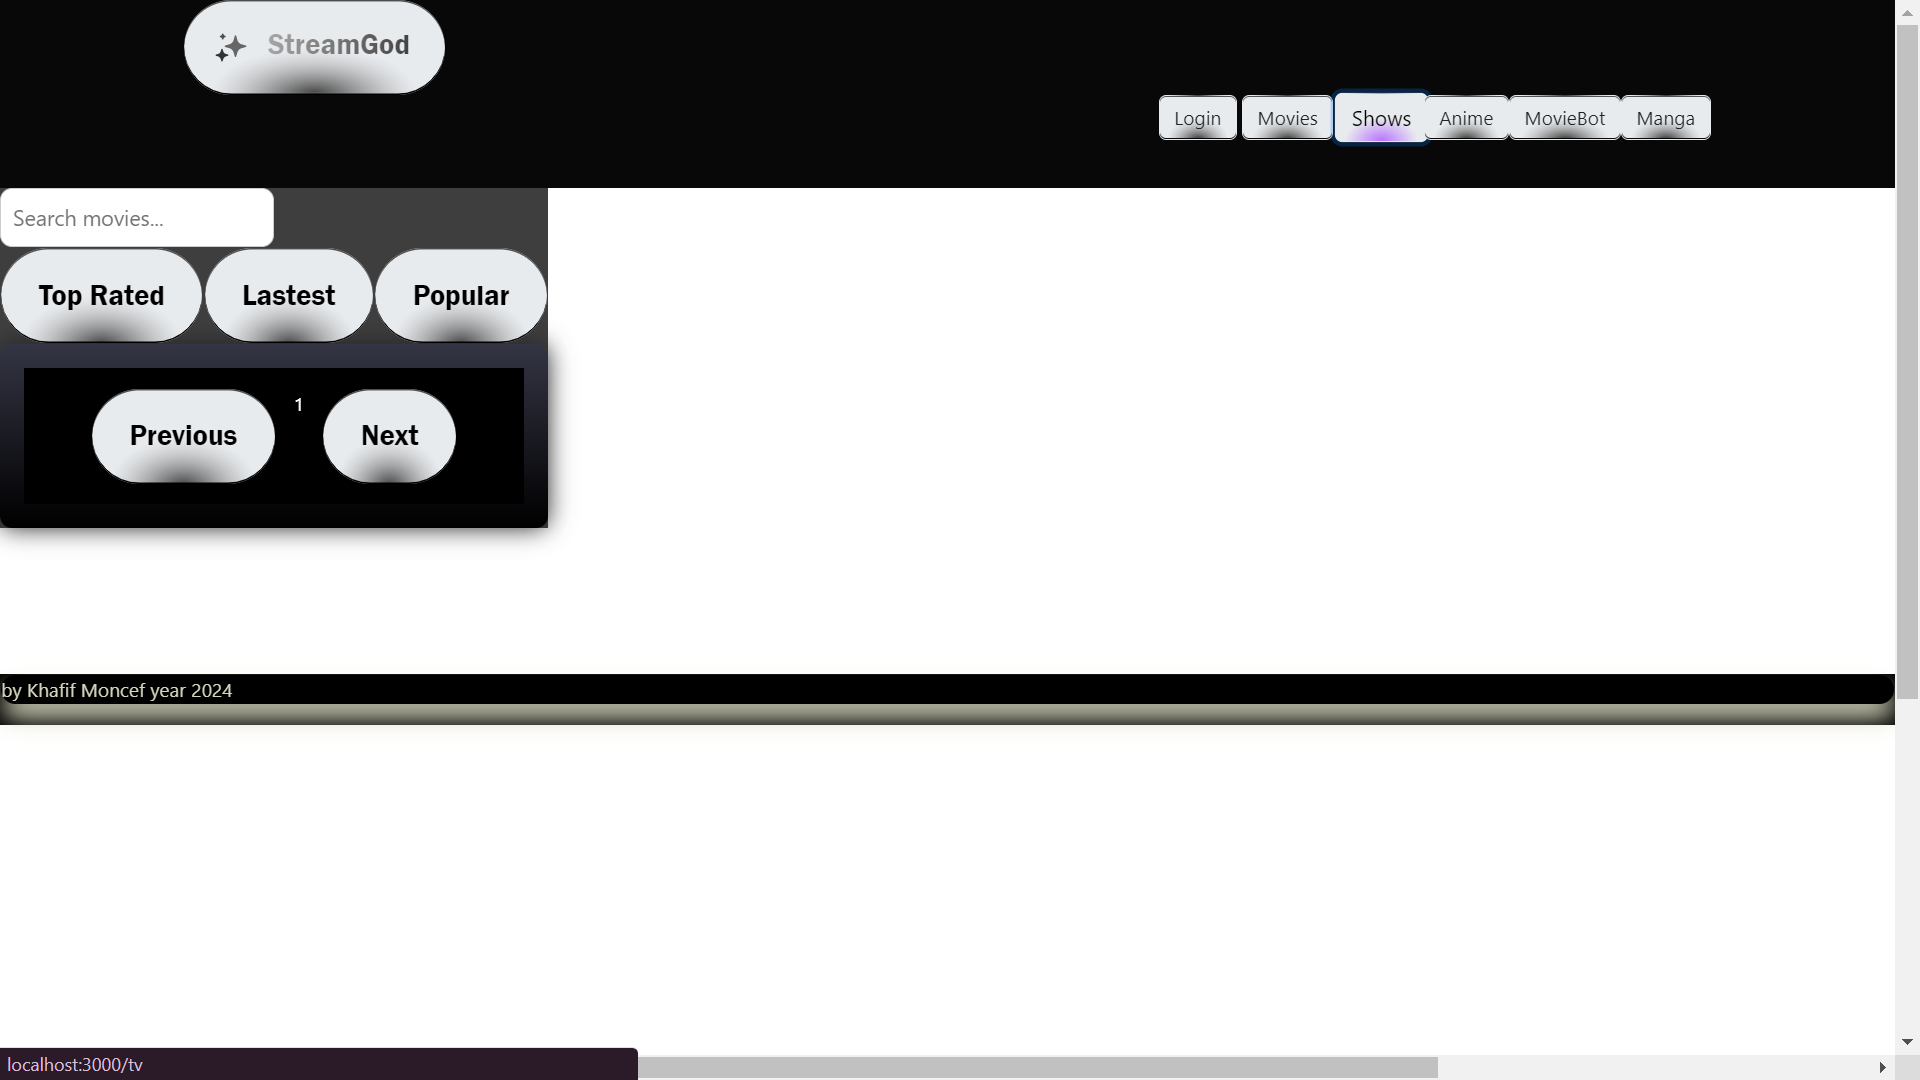 StreamGod
Login Movies Shows Anime MovieBot Manga
Search movies...
Top Rated Lastest Popular
Previous 1 Next
by Khafif Moncef year 2024
localhost:3000/tv